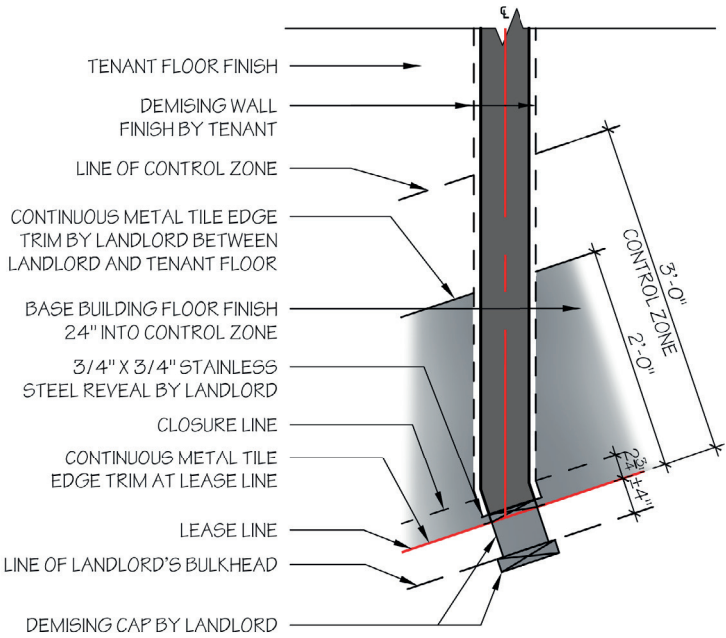 ℄
TENANT FLOOR FINISH
DEMISING WALL
FINISH BY TENANT
LINE OF CONTROL ZONE
CONTINUOUS METAL TILE EDGE
TRIM BY LANDLORD BETWEEN
LANDLORD AND TENANT FLOOR
BASE BUILDING FLOOR FINISH
24" INTO CONTROL ZONE
3/4" X 3/4" STAINLESS
STEEL REVEAL BY LANDLORD
CLOSURE LINE
CONTINUOUS METAL TILE
EDGE TRIM AT LEASE LINE
LEASE LINE
LINE OF LANDLORD'S BULKHEAD
DEMISING CAP BY LANDLORD
3'-0"
CONTROL ZONE
2'-0"
2 3/4"
±4"